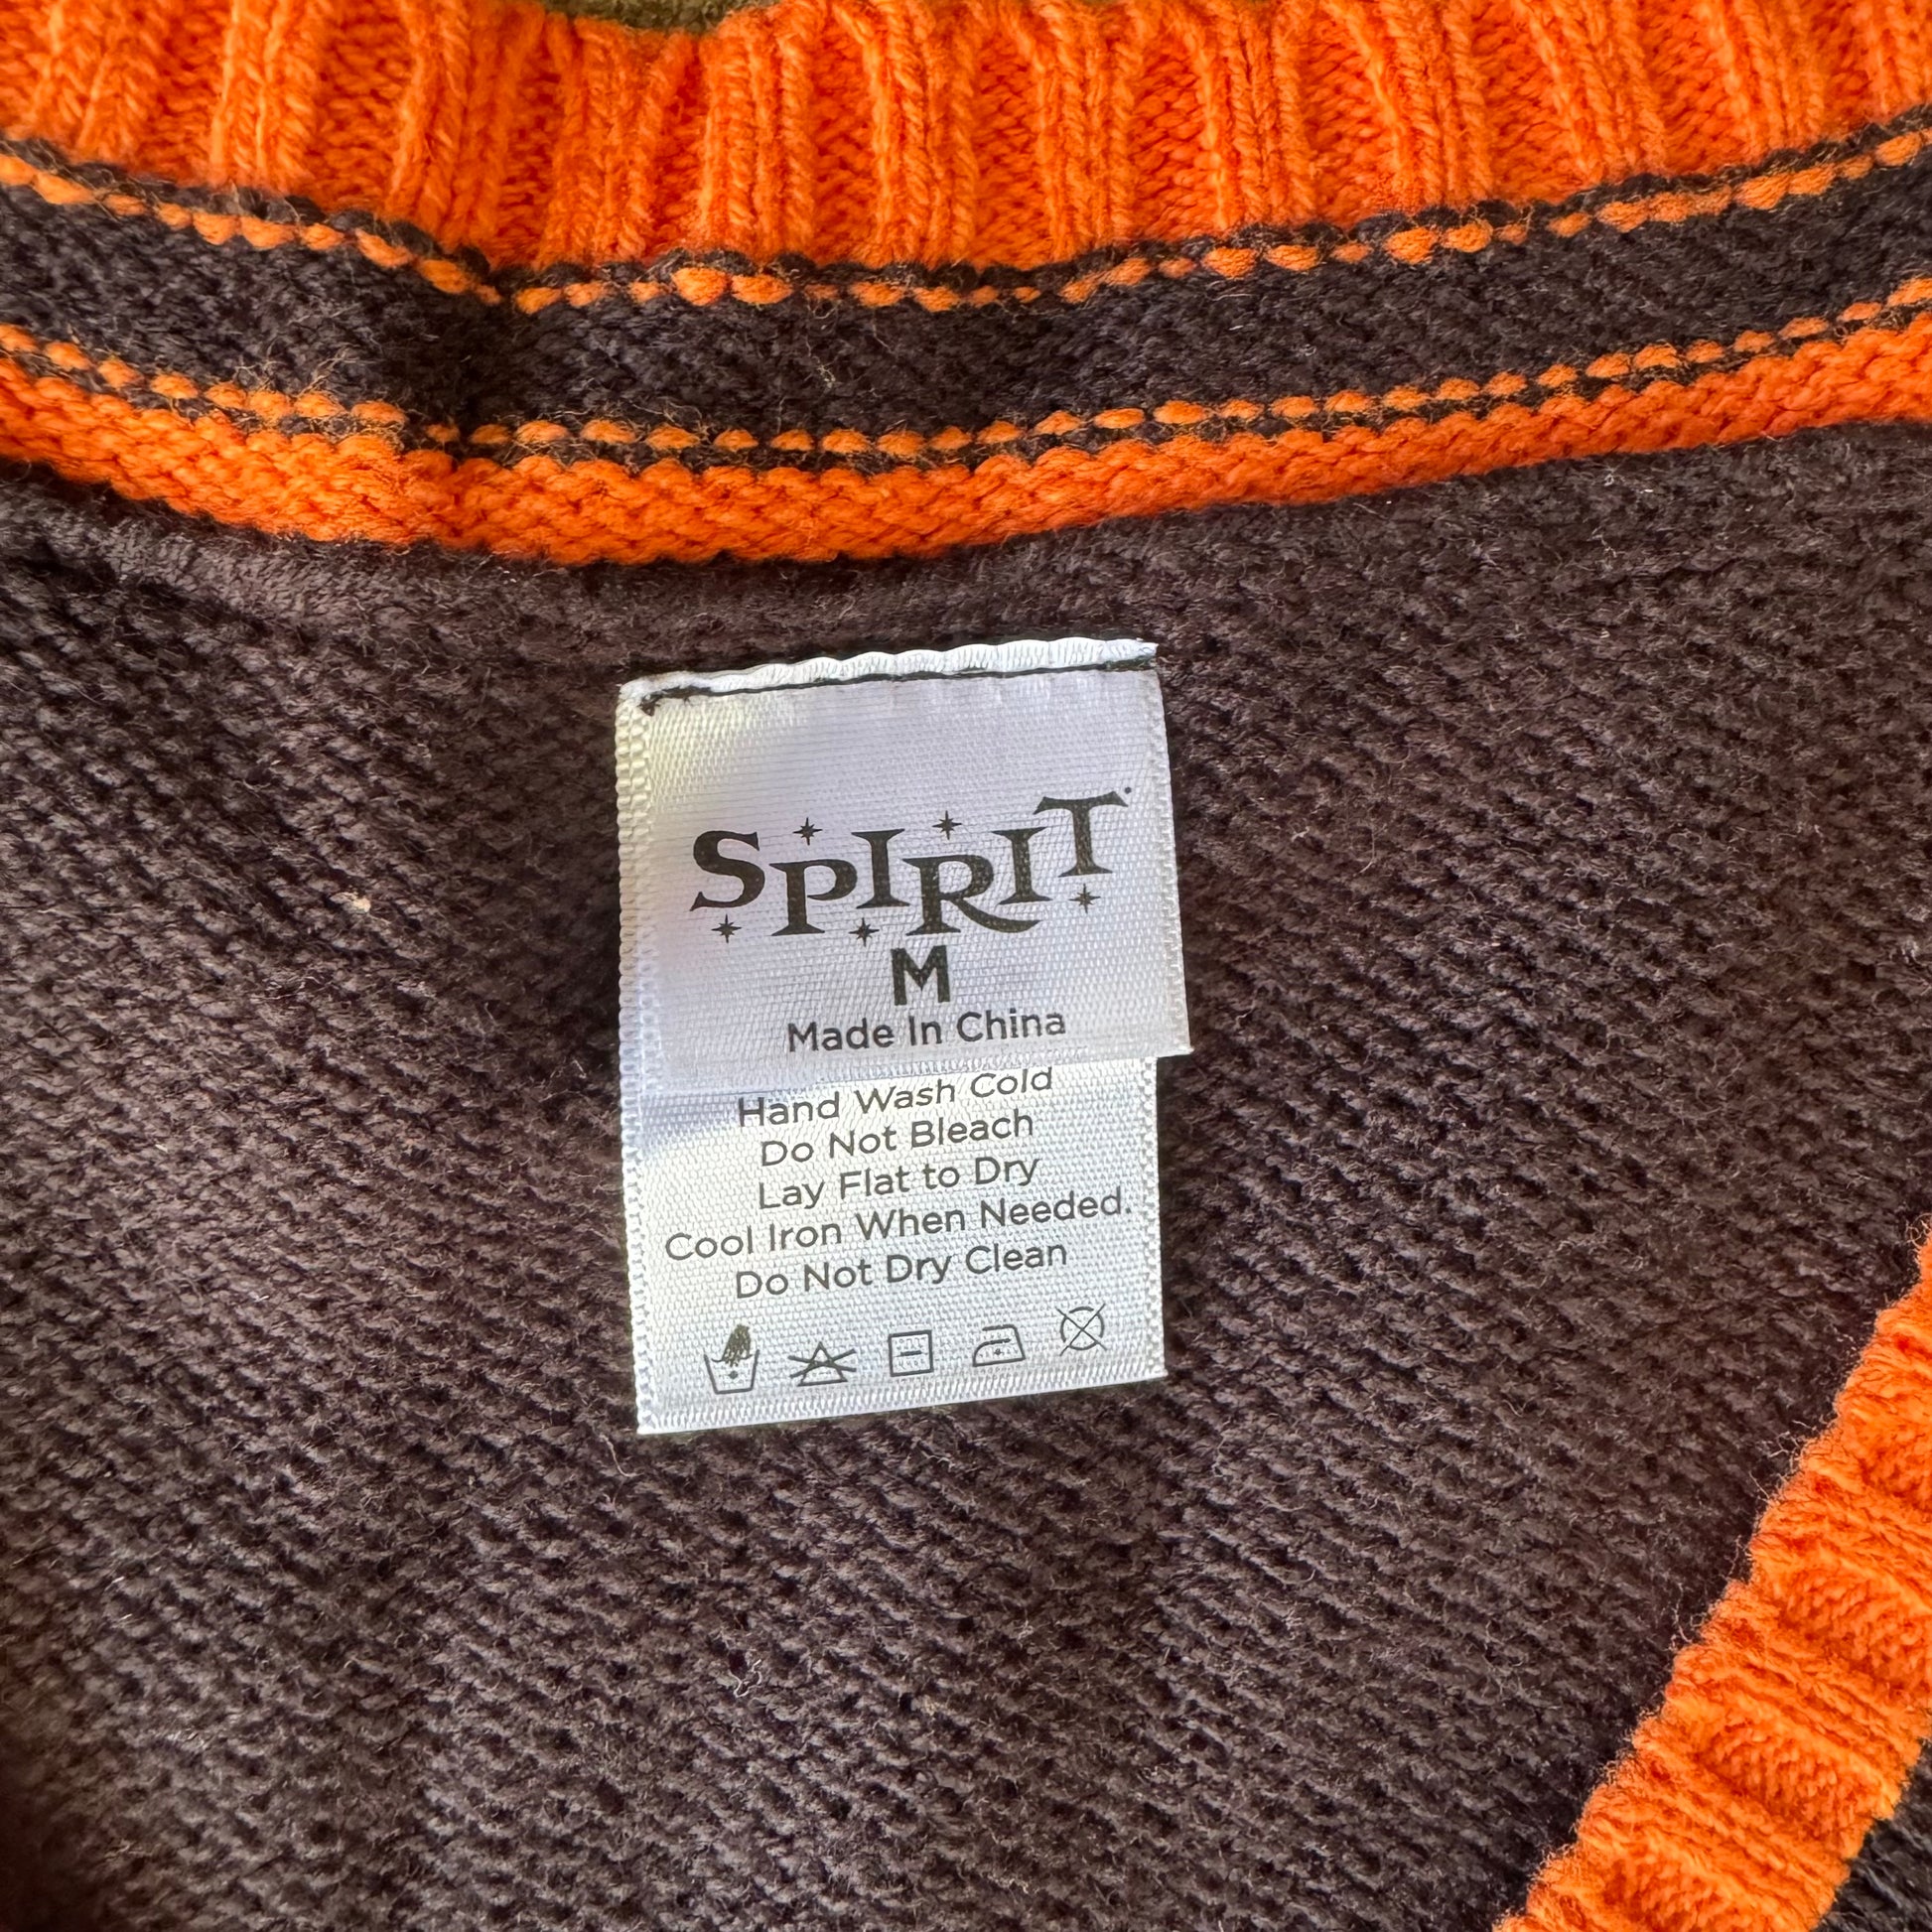 SPIRIT
M
Made In China
Hand Wash Cold
Do Not Bleach
Lay Flat to Dry
Cool Iron When Needed.
Do Not Dry Clean